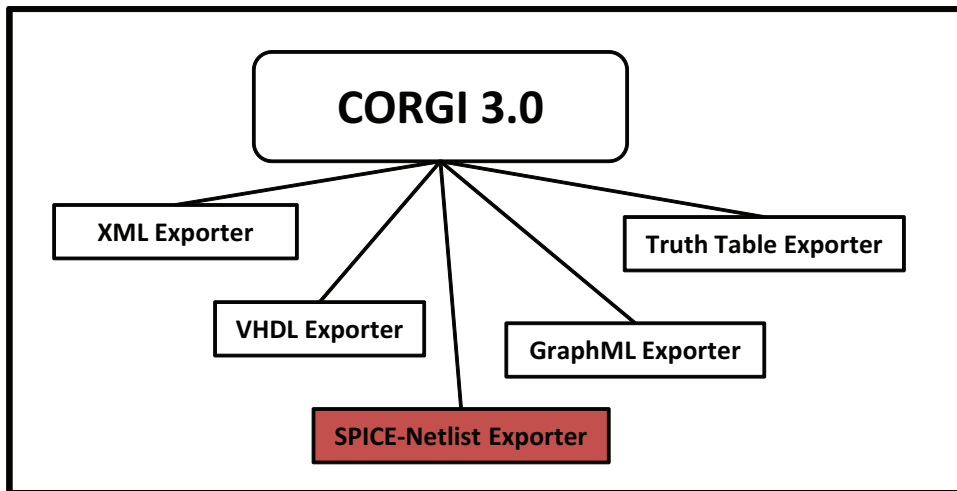 CORGI 3.0
XML Exporter
Truth Table Exporter
VHDL Exporter
GraphML Exporter
SPICE-Netlist Exporter